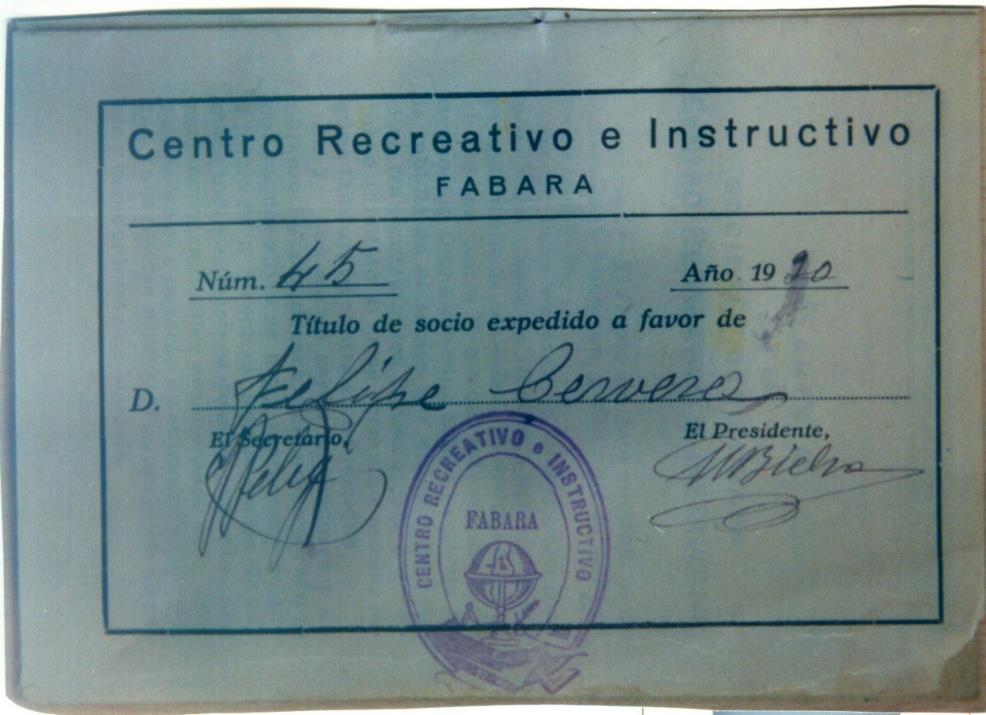 Centro Recreativo e Instructivo
FABARA
Núm. 45
Año 1920
Título de socio expedido a favor de
D. Felipe Cervera
El Secretario,
El Presidente,
CENTRO RECREATIVO e INSTRUCTIVO
FABARA